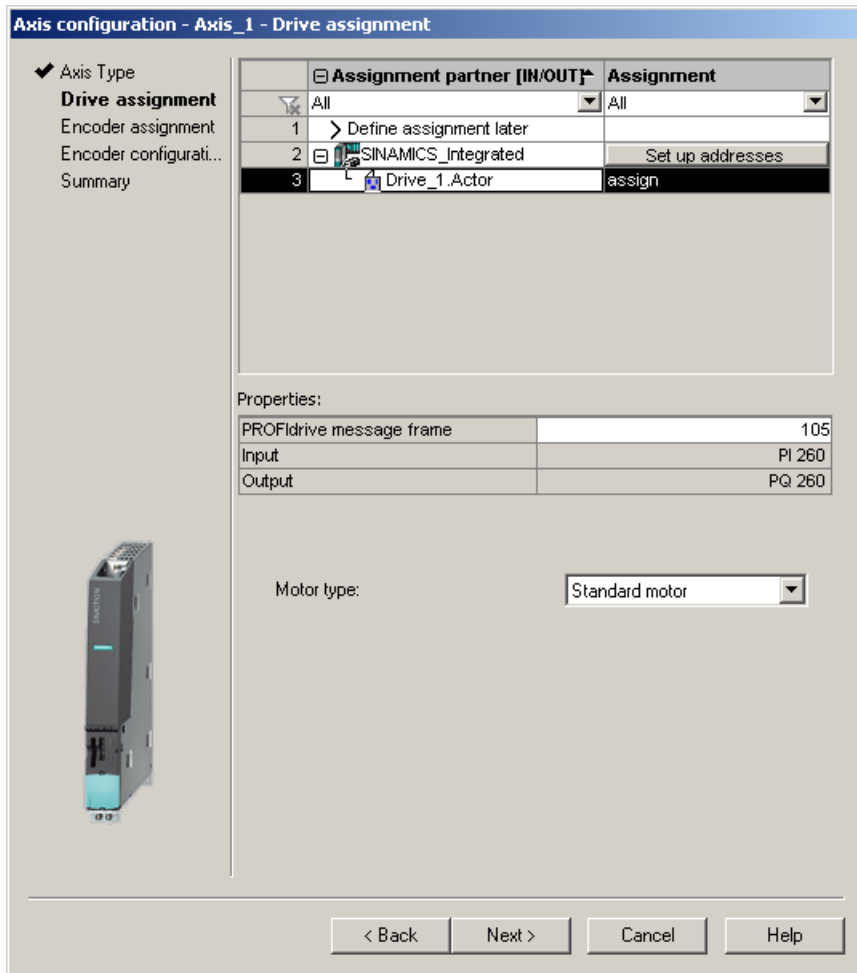 Axis configuration - Axis_1 - Drive assignment
Axis Type
Drive assignment
Encoder assignment
Encoder configurati...
Summary
Assignment partner [IN/OUT] Assignment
All All
1 Define assignment later
2 SINAMICS_Integrated Set up addresses
3 Drive_1.Actor assign
Properties:
PROFIdrive message frame 105
Input PI 260
Output PQ 260
SIMOTION
Motor type: Standard motor
< Back Next > Cancel Help